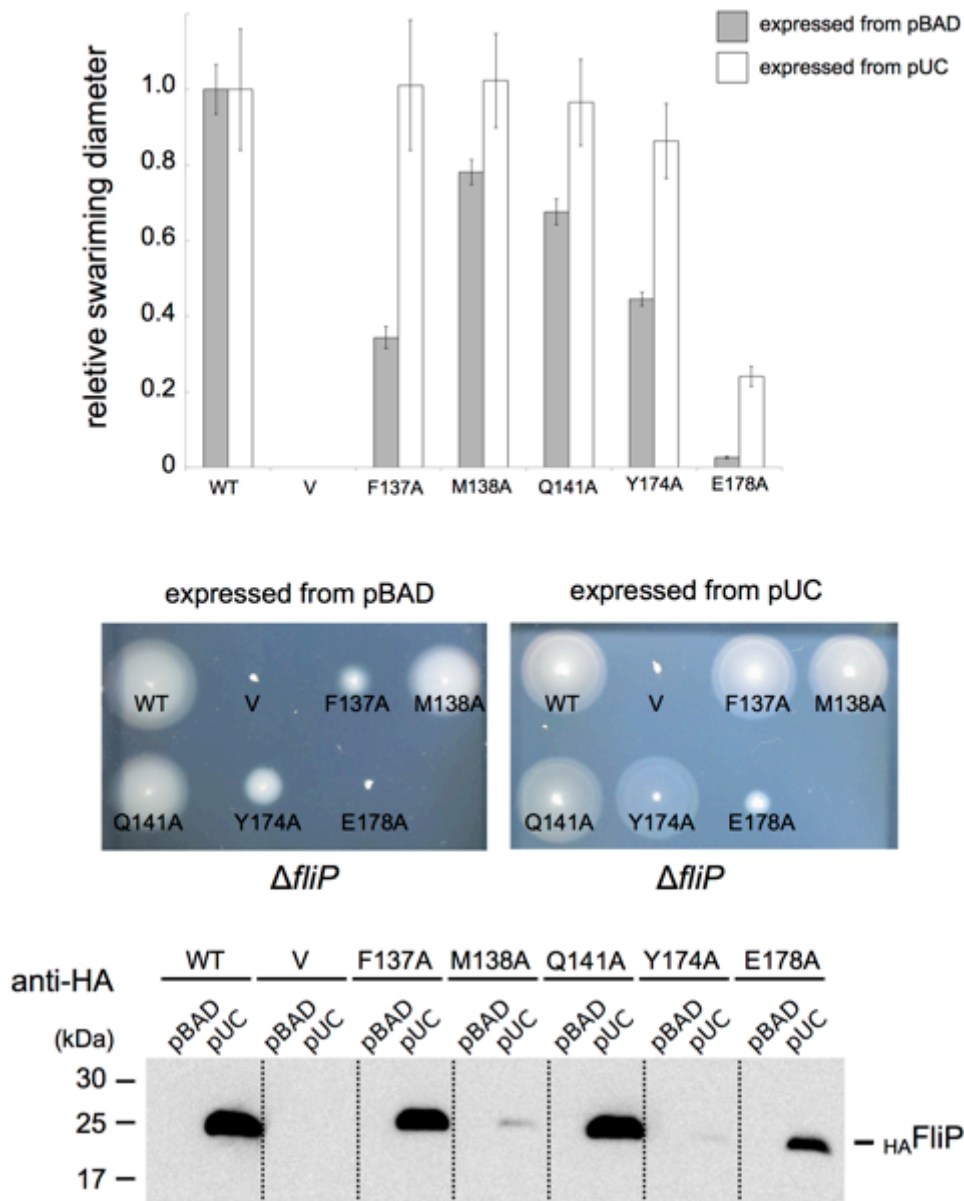 expressed from pBAD
expressed from pUC
reletive swariming diameter
1.0
0.8
0.6
0.4
0.2
0
WT V F137A M138A Q141A Y174A E178A
expressed from pBAD
expressed from pUC
WT V F137A M138A
Q141A Y174A E178A
WT V F137A M138A
Q141A Y174A E178A
ΔfliP
ΔfliP
anti-HA
WT V F137A M138A Q141A Y174A E178A
(kDa)
pBAD pUC pBAD pUC pBAD pUC pBAD pUC pBAD pUC pBAD pUC pBAD pUC
30
25
17
HAFliP